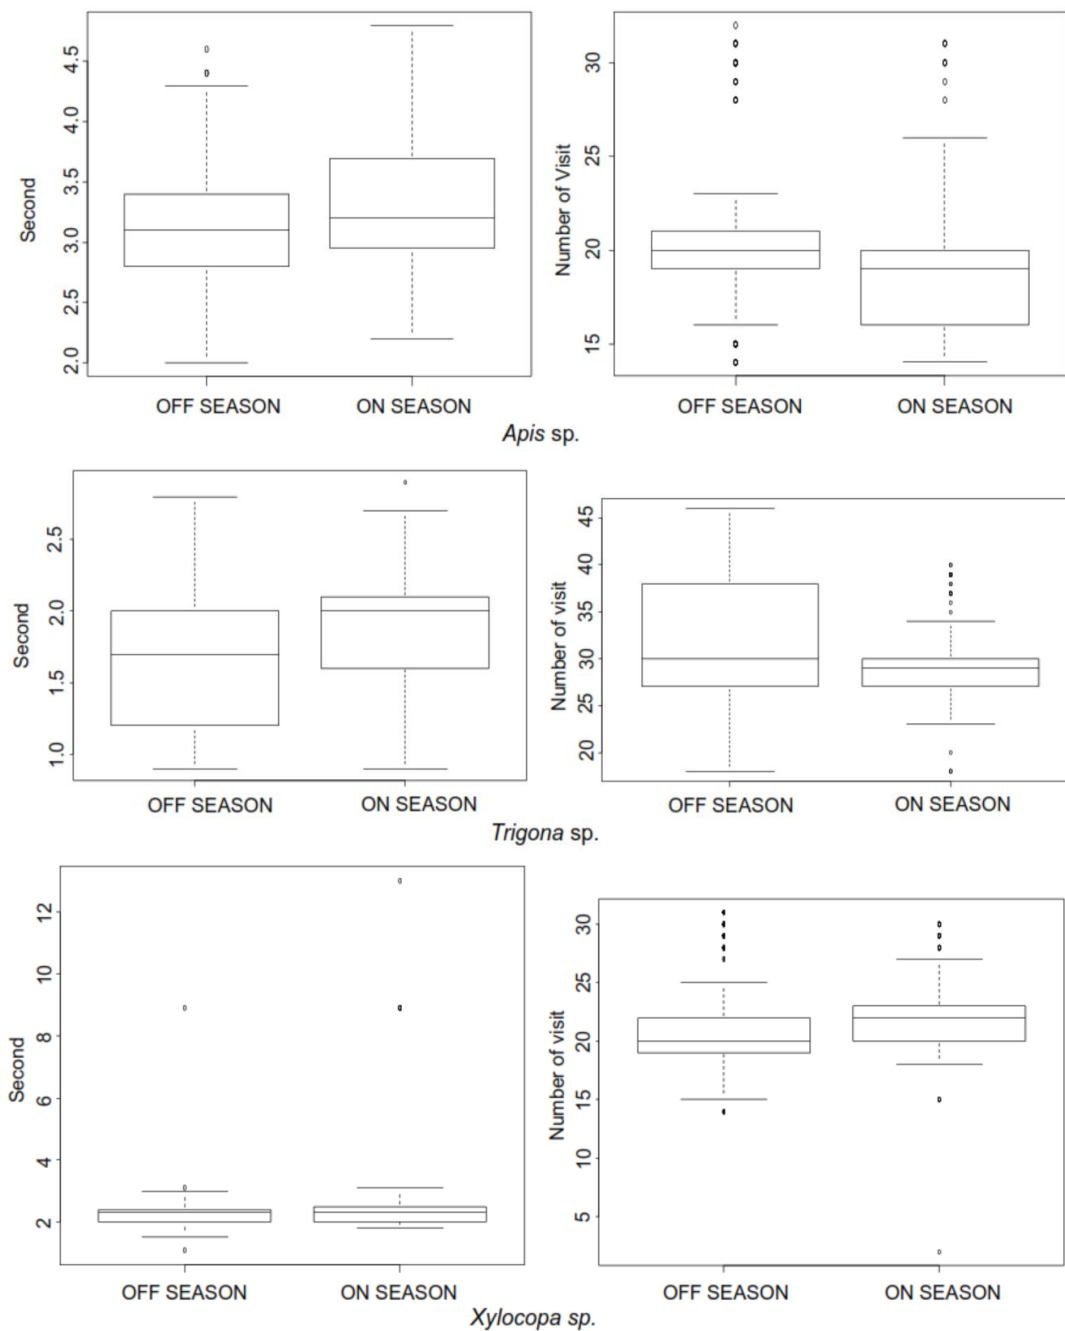 Second
4.5
4.0
3.5
3.0
2.5
2.0
OFF SEASON ON SEASON
Number of Visit
30
25
20
15
OFF SEASON ON SEASON
Apis sp.
Second
2.5
2.0
1.5
1.0
OFF SEASON ON SEASON
Number of visit
45
40
35
30
25
20
OFF SEASON ON SEASON
Trigona sp.
Second
12
10
8
6
4
2
OFF SEASON ON SEASON
Number of visit
30
25
20
15
10
5
OFF SEASON ON SEASON
Xylocopa sp.